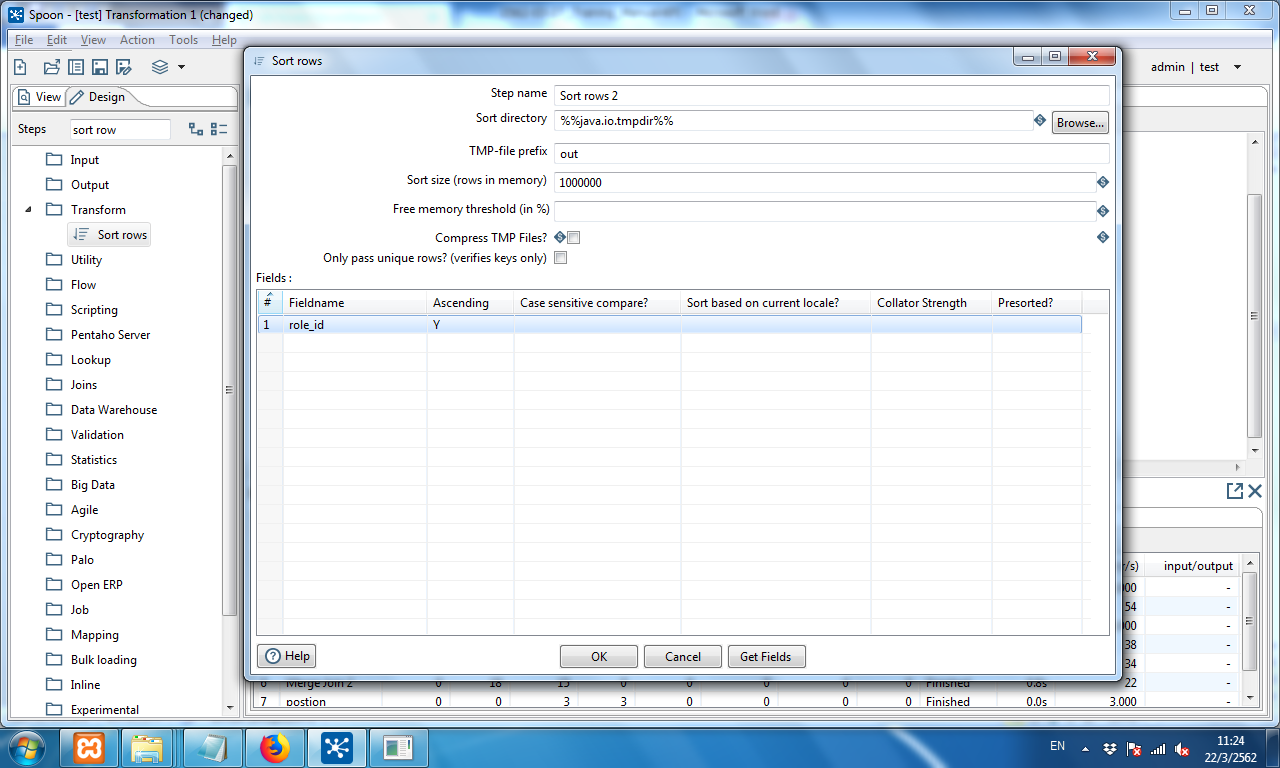 Spoon - [test] Transformation 1 (changed)
File Edit View Action Tools Help
admin | test
View Design
Steps sort row
Input
Output
Transform
Sort rows
Utility
Flow
Scripting
Pentaho Server
Lookup
Joins
Data Warehouse
Validation
Statistics
Big Data
Agile
Cryptography
Palo
Open ERP
Job
Mapping
Bulk loading
Inline
Experimental
Sort rows
Step name Sort rows 2
Sort directory %%java.io.tmpdir%% Browse...
TMP-file prefix out
Sort size (rows in memory) 1000000
Free memory threshold (in %)
Compress TMP Files?
Only pass unique rows? (verifies keys only)
Fields :
# Fieldname Ascending Case sensitive compare? Sort based on current locale? Collator Strength Presorted?
1 role_id Y
Help OK Cancel Get Fields
r/s) input/output
000 -
54 -
000 -
38 -
34 -
6 Merge Join 2 0 18 15 0 0 0 0 Finished 0.8s 22 -
7 postion 0 0 3 3 0 0 0 0 Finished 0.0s 3.000 -
EN
11:24
22/3/2562